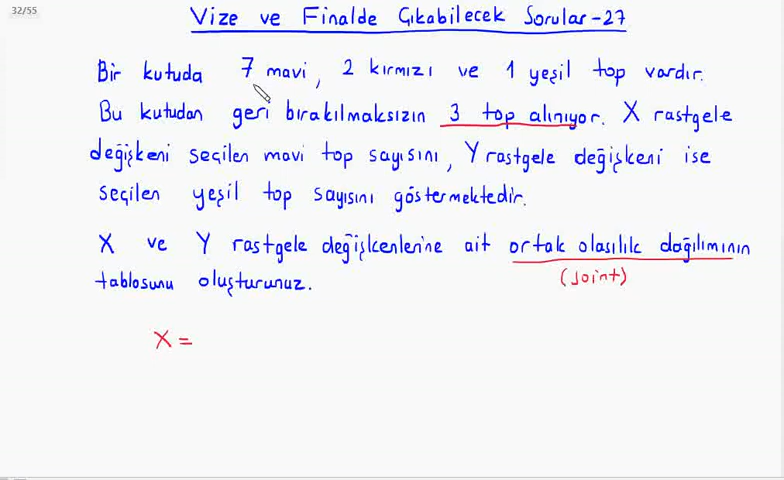 32/55
Vize ve Finalde Çıkabilecek Sorular-27
Bir kutuda 7 mavi, 2 kırmızı ve 1 yeşil top vardır.
Bu kutudan geri bırakılmaksızın 3 top alınıyor. X rastgele
değişkeni seçilen mavi top sayısını, Y rastgele değişkeni ise
seçilen yeşil top sayısını göstermektedir.
X ve Y rastgele değişkenlerine ait ortak olasılık dağılımının
tablosunu oluşturunuz.
(Joint)
X =